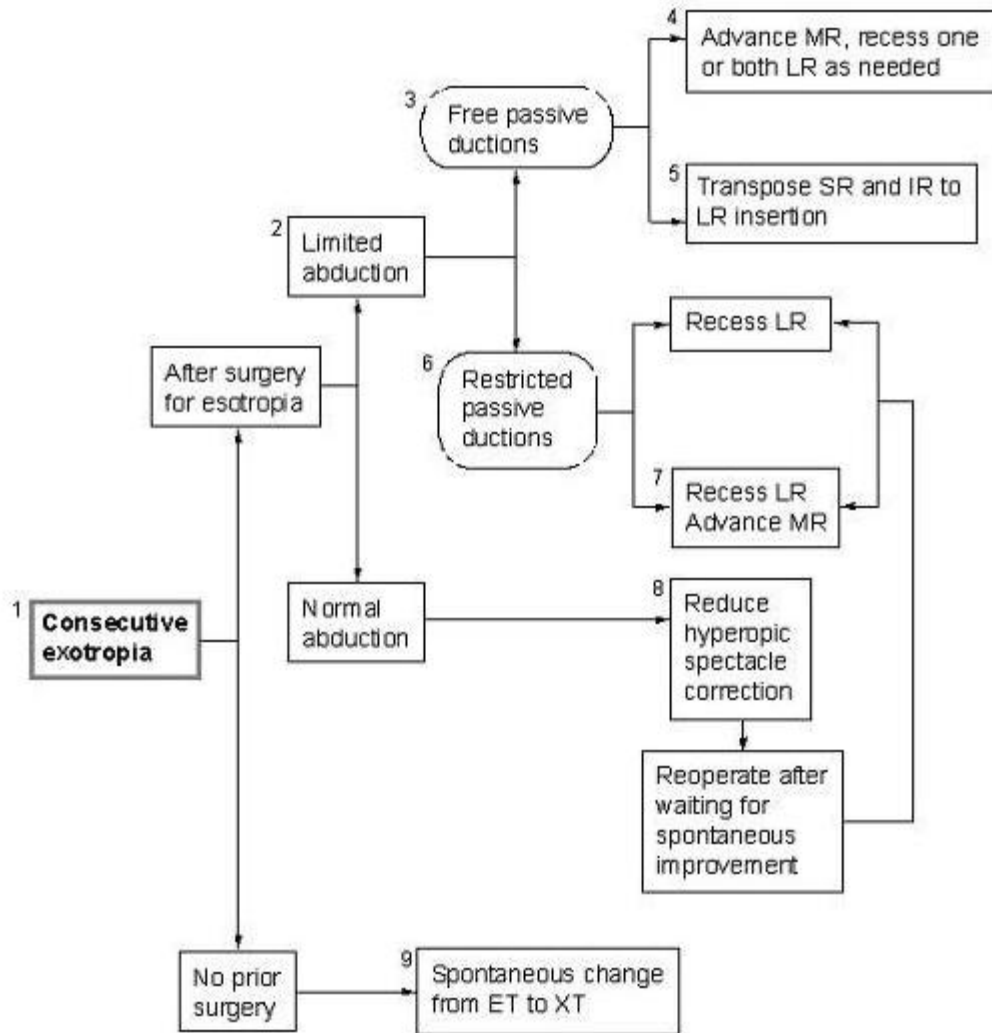 1
Consecutive
exotropia
After surgery
for esotropia
2
Limited
abduction
3
Free passive
ductions
4
Advance MR, recess one
or both LR as needed
5
Transpose SR and IR to
LR insertion
6
Restricted
passive
ductions
Recess LR
7
Recess LR
Advance MR
Normal
abduction
8
Reduce
hyperopic
spectacle
correction
Reoperate after
waiting for
spontaneous
improvement
No prior
surgery
9
Spontaneous change
from ET to XT